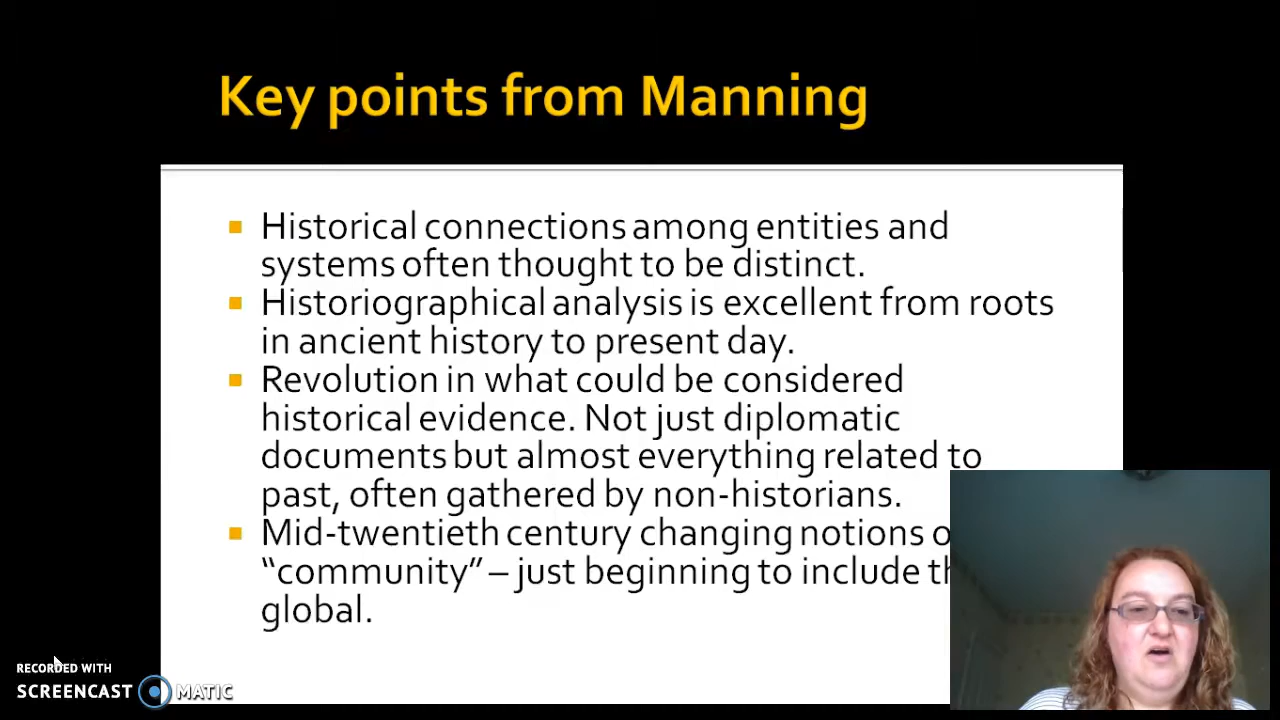 Key points from Manning
Historical connections among entities and
systems often thought to be distinct.
Historiographical analysis is excellent from roots
in ancient history to present day.
Revolution in what could be considered
historical evidence. Not just diplomatic
documents but almost everything related to
past, often gathered by non-historians.
Mid-twentieth century changing notions
“community” – just beginning to include
global.
RECORDED WITH
SCREENCAST MATIC